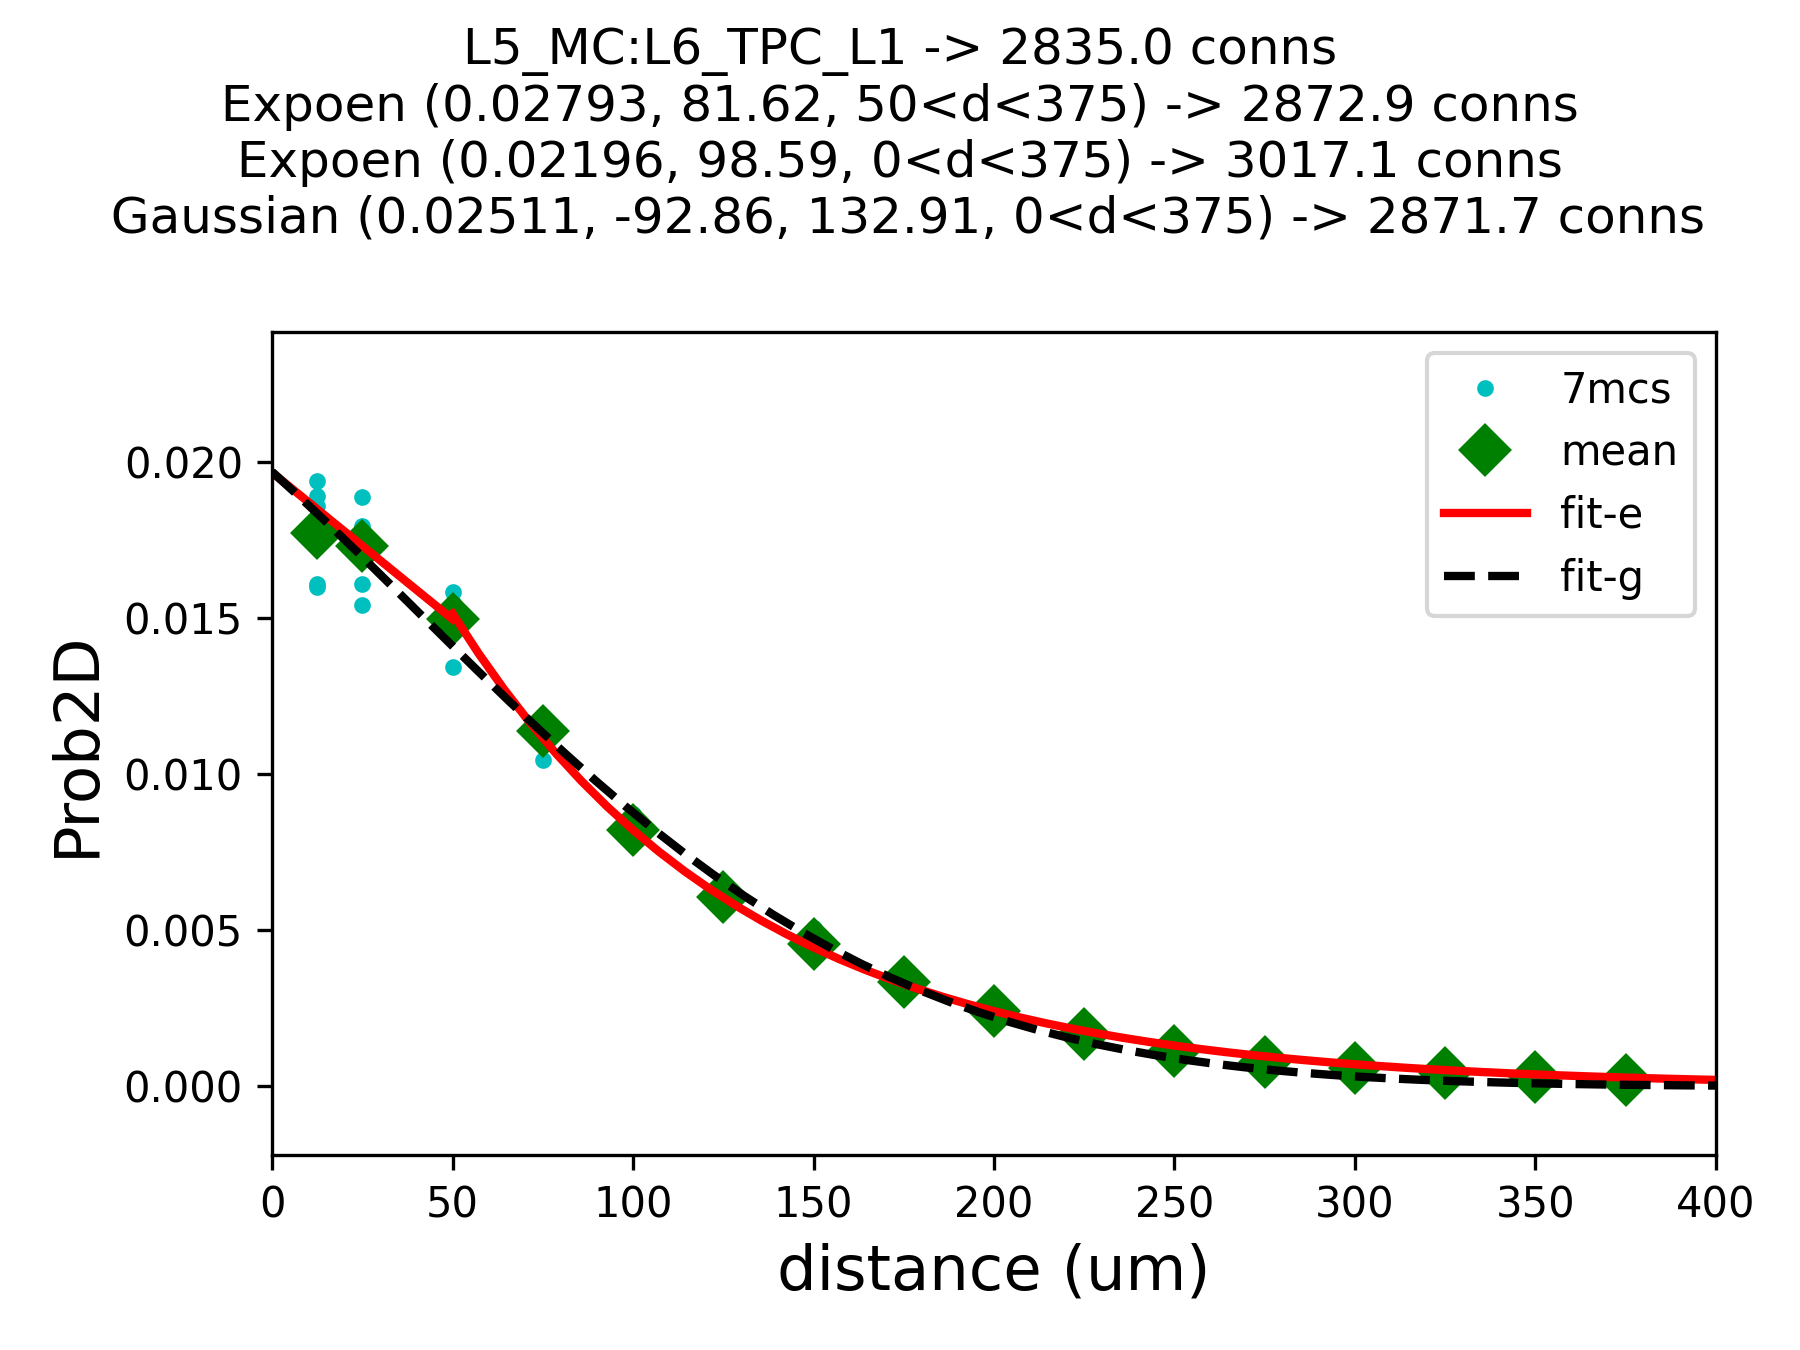 L5_MC:L6_TPC_L1 -> 2835.0 conns
Expoen (0.02793, 81.62, 50<d<375) -> 2872.9 conns
Expoen (0.02196, 98.59, 0<d<375) -> 3017.1 conns
Gaussian (0.02511, -92.86, 132.91, 0<d<375) -> 2871.7 conns
7mcs
mean
fit-e
fit-g
Prob2D
0.020
0.015
0.010
0.005
0.000
0 50 100 150 200 250 300 350 400
distance (um)